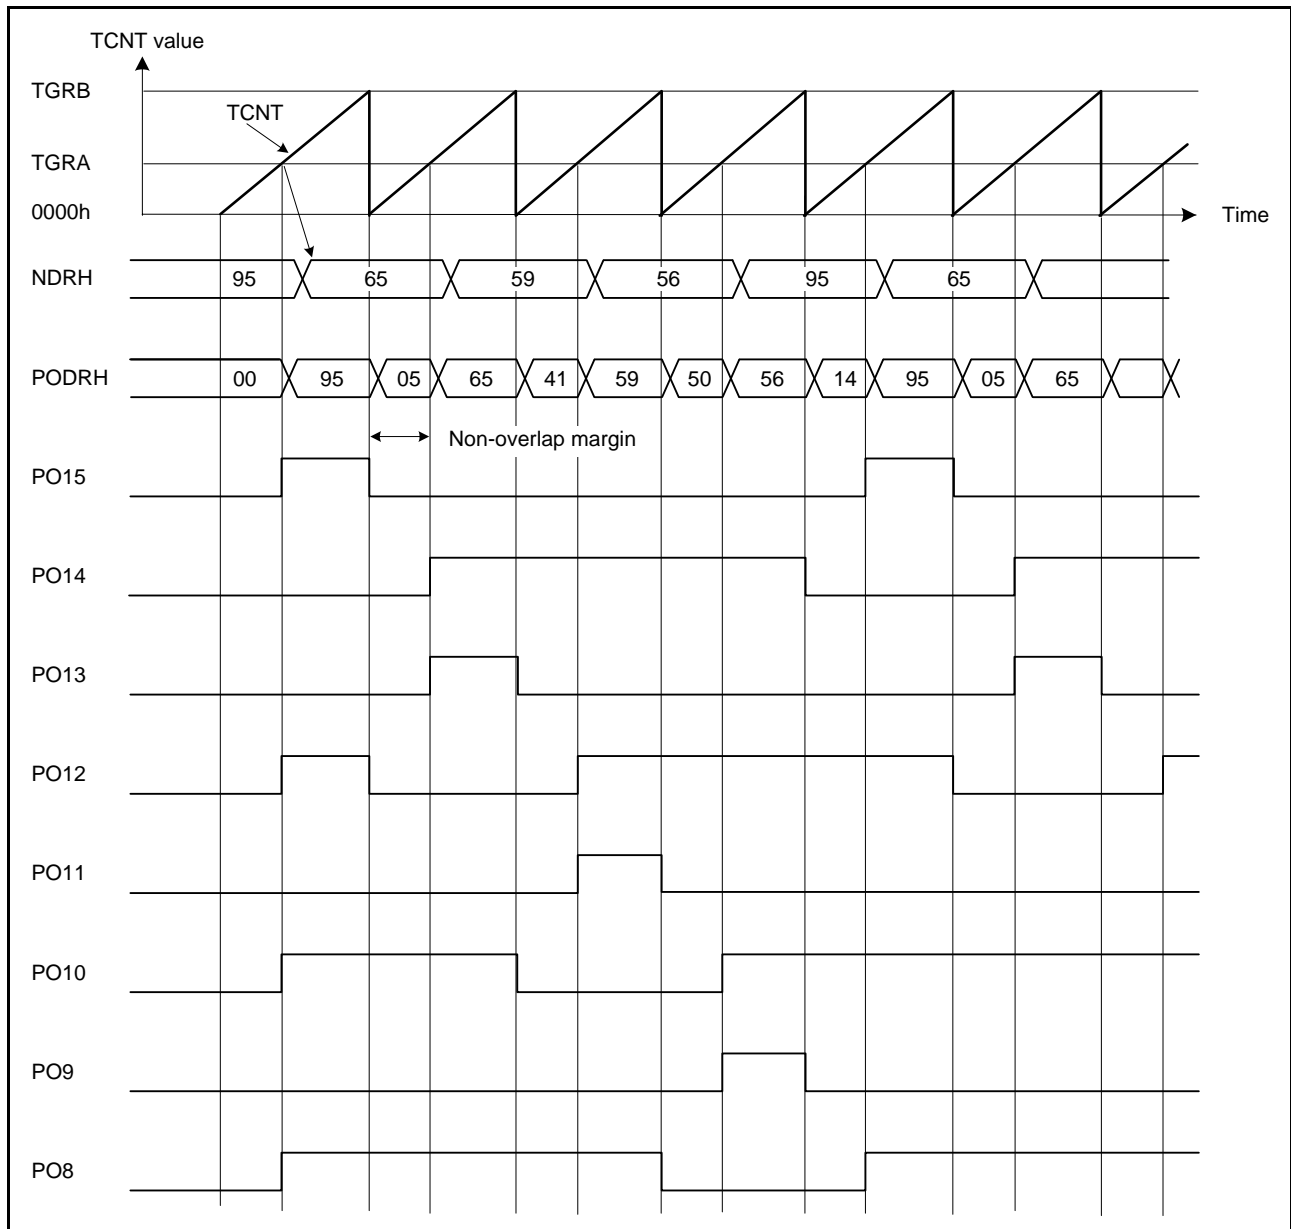 TCNT value
TGRB
TCNT
TGRA
0000h
Time
NDRH 95 65 59 56 95 65
PODRH 00 95 05 65 41 59 50 56 14 95 05 65
Non-overlap margin
PO15
PO14
PO13
PO12
PO11
PO10
PO9
PO8